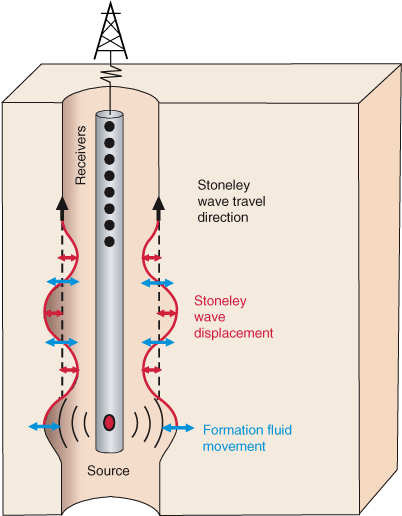 Receivers
Stoneley
wave travel
direction
Stoneley
wave
displacement
Formation fluid
movement
Source